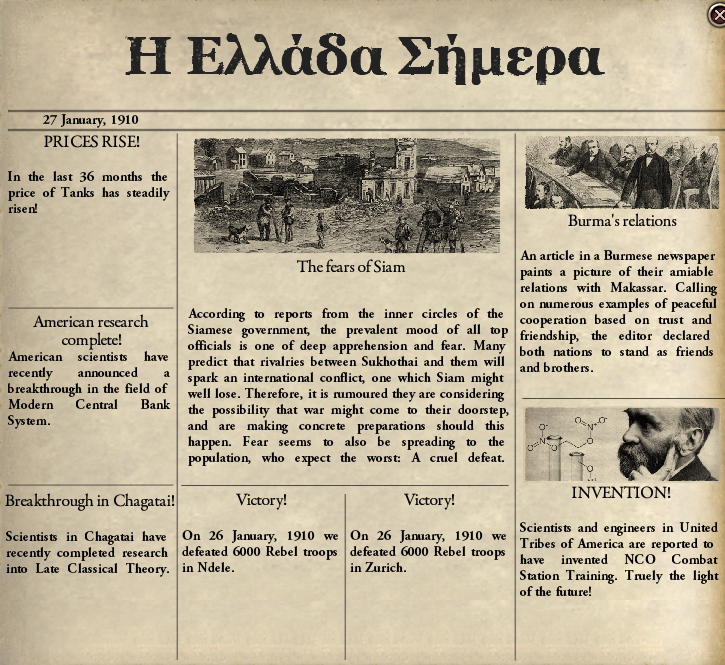 Η Ελλάδα Σήμερα
27 January, 1910
PRICES RISE!
In the last 36 months the
price of Tanks has steadily
risen!
American research
complete!
American scientists have
recently announced a
breakthrough in the field of
Modern Central Bank
System.
Breakthrough in Chagatai!
Scientists in Chagatai have
recently completed research
into Late Classical Theory.
The fears of Siam
According to reports from the inner circles of the
Siamese government, the prevalent mood of all top
officials is one of deep apprehension and fear. Many
predict that rivalries between Sukhothai and them will
spark an international conflict, one which Siam might
well lose. Therefore, it is rumoured they are considering
the possibility that war might come to their doorstep,
and are making concrete preparations should this
happen. Fear seems to also be spreading to the
population, who expect the worst: A cruel defeat.
Victory!
On 26 January, 1910 we
defeated 6000 Rebel troops
in Ndele.
Victory!
On 26 January, 1910 we
defeated 6000 Rebel troops
in Zurich.
Burma's relations
An article in a Burmese newspaper
paints a picture of their amiable
relations with Makassar. Calling
on numerous examples of peaceful
cooperation based on trust and
friendship, the editor declared
both nations to stand as friends
and brothers.
INVENTION!
Scientists and engineers in United
Tribes of America are reported to
have invented NCO Combat
Station Training. Truely the light
of the future!